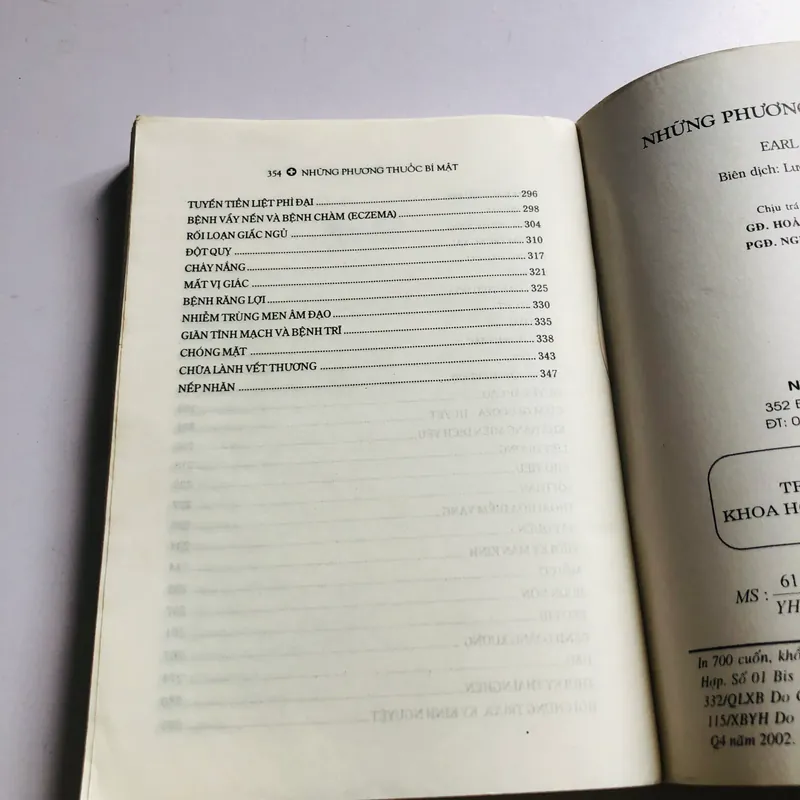 354 ✚ NHỮNG PHƯƠNG THUỐC BÍ MẬT
TUYẾN TIỀN LIỆT PHÌ ĐẠI 296
BỆNH VẨY NẾN VÀ BỆNH CHÀM (ECZEMA) 298
RỐI LOẠN GIẤC NGỦ 304
ĐỘT QUỴ 310
CHÁY NẮNG 317
MẤT VỊ GIÁC 321
BỆNH RĂNG LỢI 325
NHIỄM TRÙNG MEN ÂM ĐẠO 330
GIÃN TĨNH MẠCH VÀ BỆNH TRĨ 335
CHÓNG MẶT 338
CHỮA LÀNH VẾT THƯƠNG 343
NẾP NHĂN 347
NHỮNG PHƯƠNG
EARL
Biên dịch: Lư
Chịu trá
GĐ. HOÀ
PGĐ. NG
N
352 Đ
ĐT: 0
KHOA HỌ
MS : 61
YH
In 700 cuốn, khổ
Hợp. Số 01 Bis
332/QLXB Do C
115/XBYH Do
Q4 năm 2002.